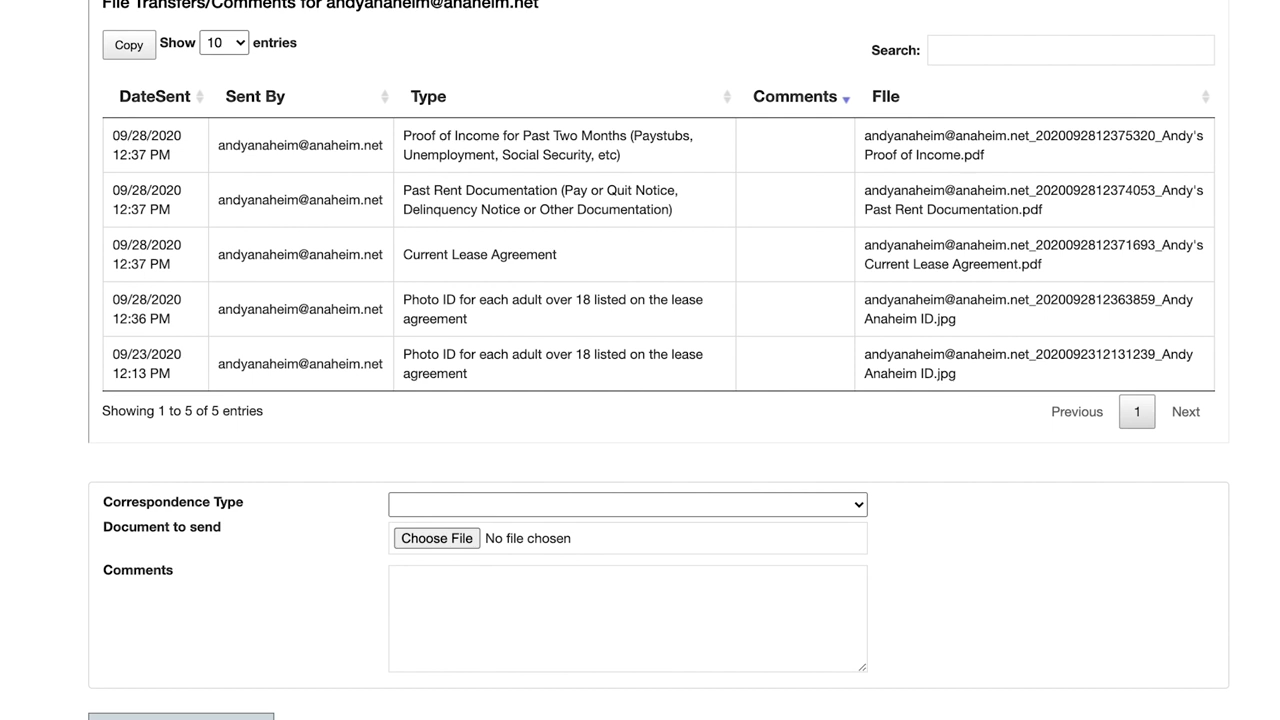 File Transfers/Comments for andyanaheim@anaheim.net
Copy Show 10 entries
Search:
DateSent Sent By Type Comments FIle
09/28/2020 12:37 PM andyanaheim@anaheim.net Proof of Income for Past Two Months (Paystubs, Unemployment, Social Security, etc) andyanaheim@anaheim.net_2020092812375320_Andy's Proof of Income.pdf
09/28/2020 12:37 PM andyanaheim@anaheim.net Past Rent Documentation (Pay or Quit Notice, Delinquency Notice or Other Documentation) andyanaheim@anaheim.net_2020092812374053_Andy's Past Rent Documentation.pdf
09/28/2020 12:37 PM andyanaheim@anaheim.net Current Lease Agreement andyanaheim@anaheim.net_2020092812371693_Andy's Current Lease Agreement.pdf
09/28/2020 12:36 PM andyanaheim@anaheim.net Photo ID for each adult over 18 listed on the lease agreement andyanaheim@anaheim.net_2020092812363859_Andy Anaheim ID.jpg
09/23/2020 12:13 PM andyanaheim@anaheim.net Photo ID for each adult over 18 listed on the lease agreement andyanaheim@anaheim.net_2020092312131239_Andy Anaheim ID.jpg
Showing 1 to 5 of 5 entries
Previous 1 Next
Correspondence Type
Document to send
Choose File No file chosen
Comments